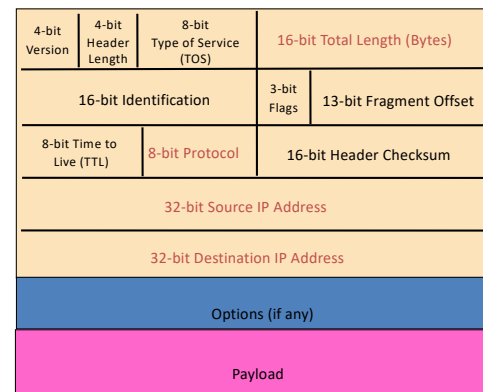 4-bit
Version
4-bit
Header
Length
8-bit
Type of Service
(TOS)
16-bit Total Length (Bytes)
16-bit Identification
3-bit
Flags
13-bit Fragment Offset
8-bit Time to
Live (TTL)
8-bit Protocol
16-bit Header Checksum
32-bit Source IP Address
32-bit Destination IP Address
Options (if any)
Payload